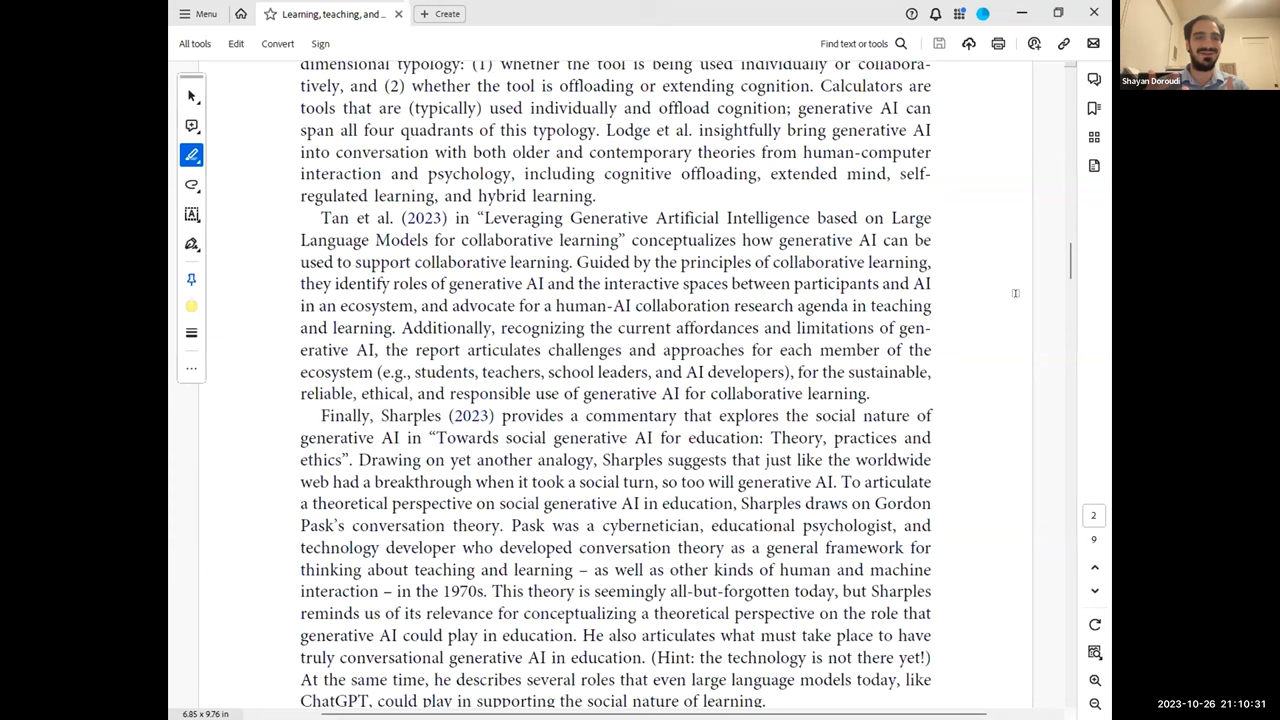 Menu
Learning, teaching, and ...
Create
All tools
Edit
Convert
Sign
Find text or tools
Shayan Doroudi
dimensional typology: (1) whether the tool is being used individually or collabora-
tively, and (2) whether the tool is offloading or extending cognition. Calculators are
tools that are (typically) used individually and offload cognition; generative AI can
span all four quadrants of this typology. Lodge et al. insightfully bring generative AI
into conversation with both older and contemporary theories from human-computer
interaction and psychology, including cognitive offloading, extended mind, self-
regulated learning, and hybrid learning.
Tan et al. (2023) in “Leveraging Generative Artificial Intelligence based on Large
Language Models for collaborative learning” conceptualizes how generative AI can be
used to support collaborative learning. Guided by the principles of collaborative learning,
they identify roles of generative AI and the interactive spaces between participants and AI
in an ecosystem, and advocate for a human-AI collaboration research agenda in teaching
and learning. Additionally, recognizing the current affordances and limitations of gen-
erative AI, the report articulates challenges and approaches for each member of the
ecosystem (e.g., students, teachers, school leaders, and AI developers), for the sustainable,
reliable, ethical, and responsible use of generative AI for collaborative learning.
Finally, Sharples (2023) provides a commentary that explores the social nature of
generative AI in “Towards social generative AI for education: Theory, practices and
ethics”. Drawing on yet another analogy, Sharples suggests that just like the worldwide
web had a breakthrough when it took a social turn, so too will generative AI. To articulate
a theoretical perspective on social generative AI in education, Sharples draws on Gordon
Pask’s conversation theory. Pask was a cybernetician, educational psychologist, and
technology developer who developed conversation theory as a general framework for
thinking about teaching and learning – as well as other kinds of human and machine
interaction – in the 1970s. This theory is seemingly all-but-forgotten today, but Sharples
reminds us of its relevance for conceptualizing a theoretical perspective on the role that
generative AI could play in education. He also articulates what must take place to have
truly conversational generative AI in education. (Hint: the technology is not there yet!)
At the same time, he describes several roles that even large language models today, like
ChatGPT, could play in supporting the social nature of learning.
2
9
6.85 x 9.76 in
2023-10-26 21:10:31